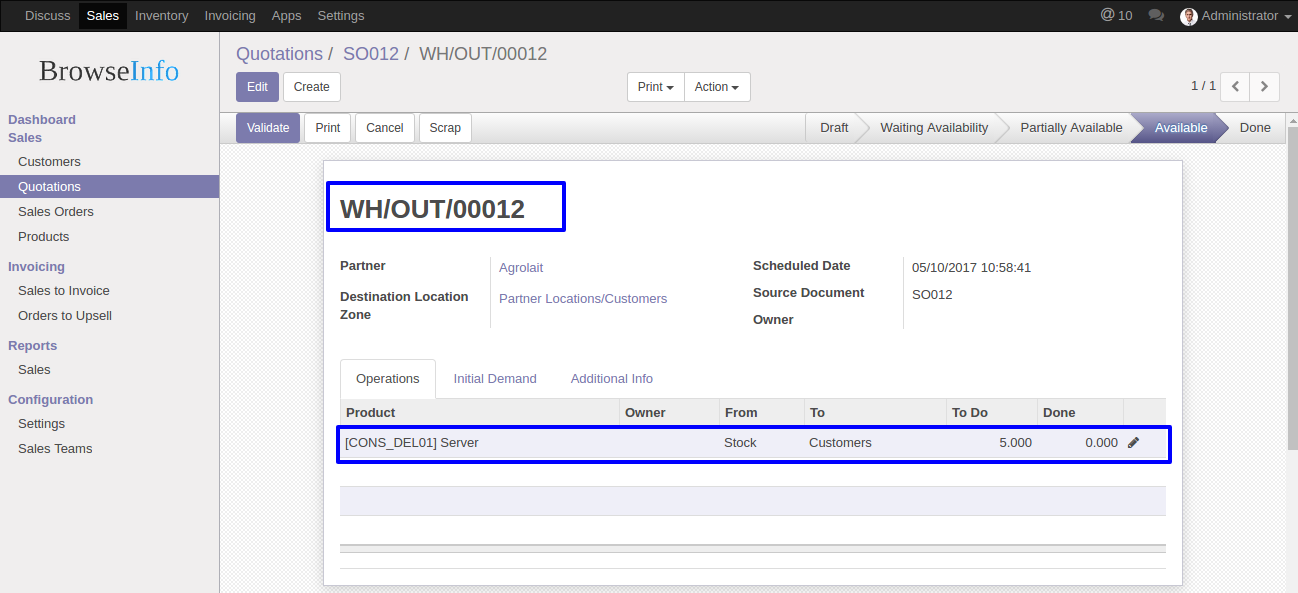 Discuss Sales Inventory Invoicing Apps Settings @ 10 Administrator
BrowseInfo
Dashboard
Sales
Customers
Quotations
Sales Orders
Products
Invoicing
Sales to Invoice
Orders to Upsell
Reports
Sales
Configuration
Settings
Sales Teams
Quotations / SO012 / WH/OUT/00012
Edit Create Print Action 1 / 1
Validate Print Cancel Scrap Draft Waiting Availability Partially Available Available Done
WH/OUT/00012
Partner Agrolait
Destination Location Zone Partner Locations/Customers
Scheduled Date 05/10/2017 10:58:41
Source Document SO012
Owner
Operations Initial Demand Additional Info
Product Owner From To To Do Done
[CONS_DEL01] Server Stock Customers 5.000 0.000